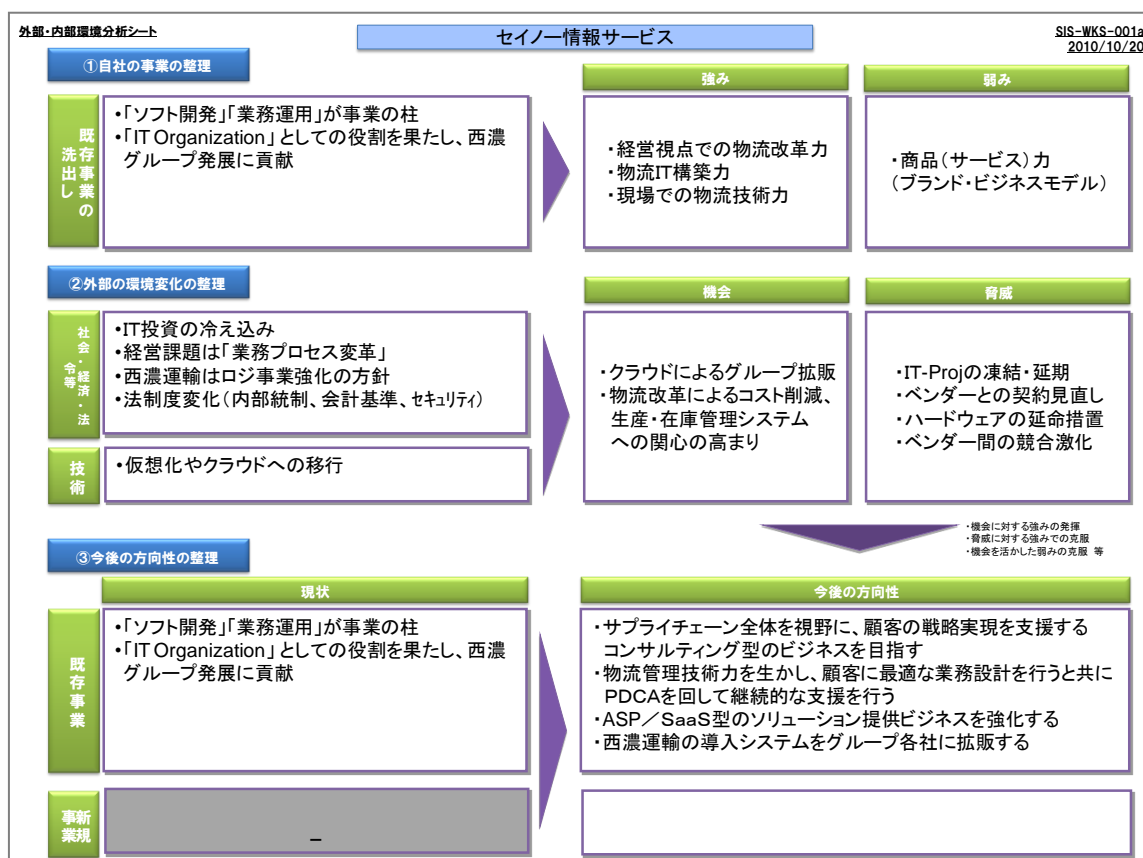 外部・内部環境分析シート
セイノー情報サービス
SIS-WKS-001a
2010/10/20
①自社の事業の整理
強み
弱み
既存事業の
洗出し
•「ソフト開発」「業務運用」が事業の柱
•「IT Organization」としての役割を果たし、西濃
グループ発展に貢献
・経営視点での物流改革力
・物流IT構築力
・現場での物流技術力
・商品(サービス)力
(ブランド・ビジネスモデル)
②外部の環境変化の整理
機会
脅威
社会・経済・法
令等
•IT投資の冷え込み
•経営課題は「業務プロセス変革」
•西濃運輸はロジ事業強化の方針
•法制度変化(内部統制、会計基準、セキュリティ)
・クラウドによるグループ拡販
・物流改革によるコスト削減、
生産・在庫管理システム
への関心の高まり
・IT-Projの凍結・延期
・ベンダーとの契約見直し
・ハードウェアの延命措置
・ベンダー間の競合激化
技術
•仮想化やクラウドへの移行
・機会に対する強みの発揮
・脅威に対する強みでの克服
・機会を活かした弱みの克服 等
③今後の方向性の整理
現状
今後の方向性
既存事業
•「ソフト開発」「業務運用」が事業の柱
•「IT Organization」としての役割を果たし、西濃
グループ発展に貢献
・サプライチェーン全体を視野に、顧客の戦略実現を支援する
コンサルティング型のビジネスを目指す
・物流管理技術力を生かし、顧客に最適な業務設計を行うと共に
PDCAを回して継続的な支援を行う
・ASP/SaaS型のソリューション提供ビジネスを強化する
・西濃運輸の導入システムをグループ各社に拡販する
新規
事業
–